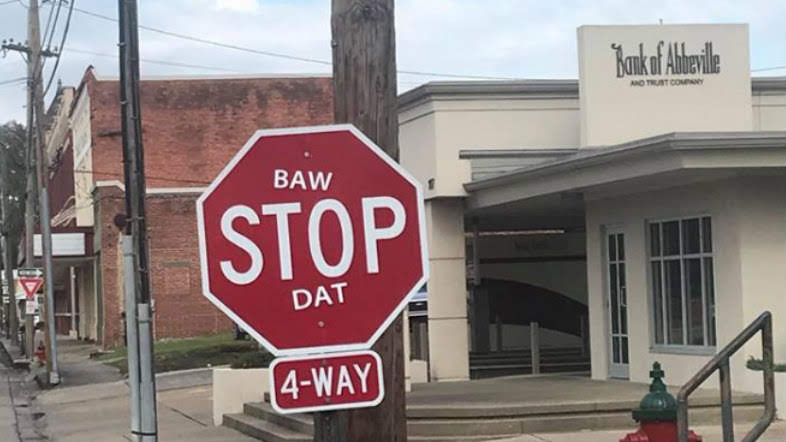 Bank of Abbeville
AND TRUST COMPANY
BAW
STOP
DAT
4-WAY